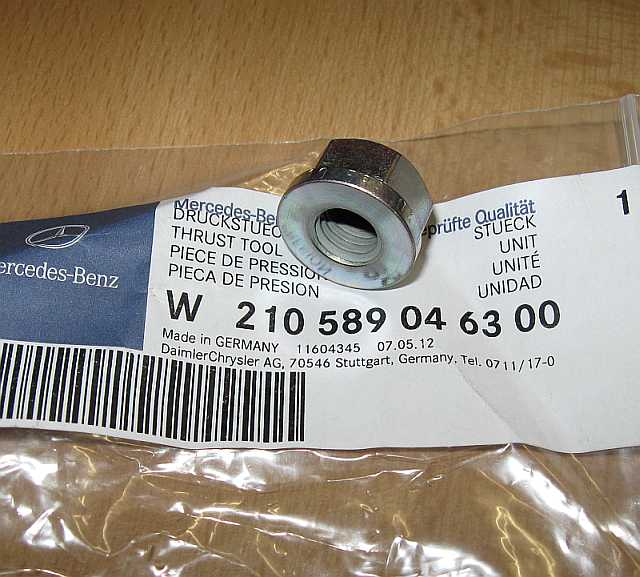 Mercedes-Benz
Mercedes-Ben prüfte Qualität 1
DRUCKSTUEC STUECK
THRUST TOOL UNIT
PIECE DE PRESSION UNITÉ
PIECA DE PRESION UNIDAD
W 210 589 04 63 00
Made in GERMANY 11604345 07.05.12
DaimlerChrysler AG, 70546 Stuttgart, Germany, Tel. 0711/17-0